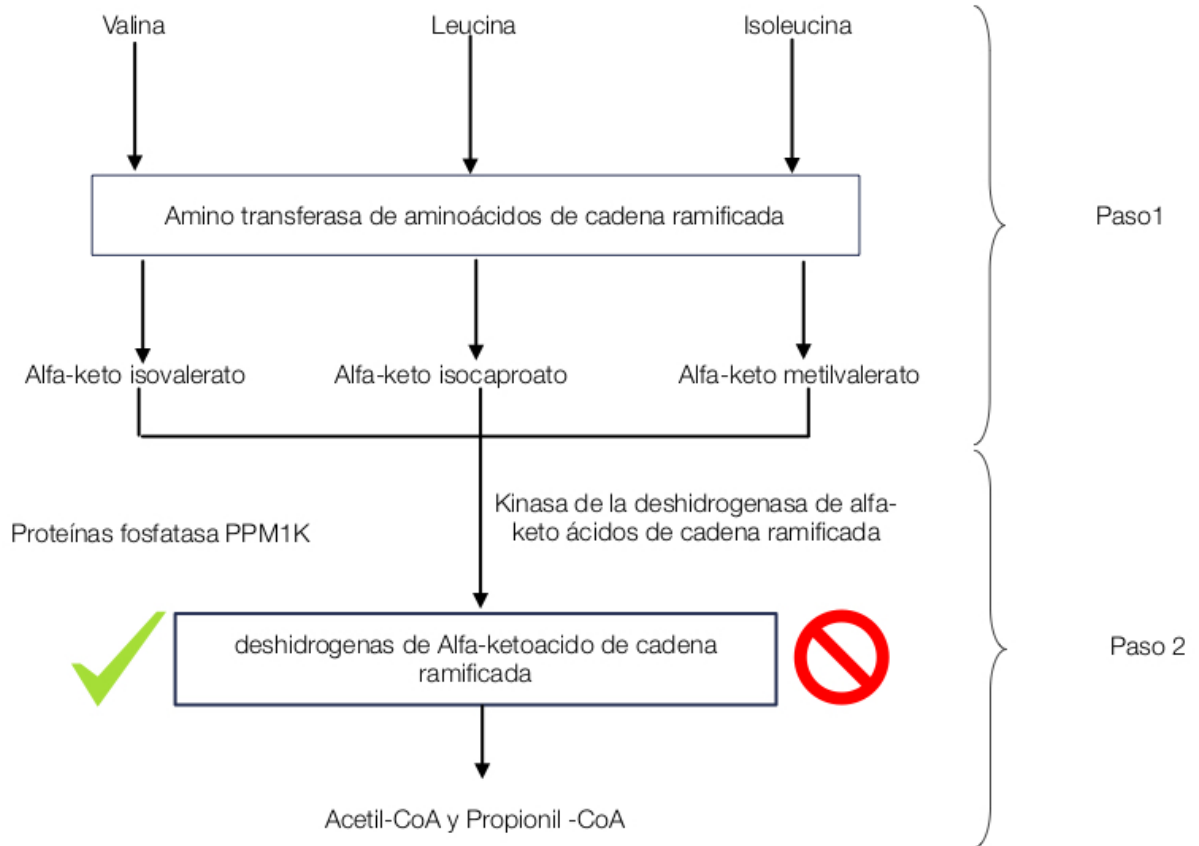 Valina
Leucina
Isoleucina
Amino transferasa de aminoácidos de cadena ramificada
Paso1
Alfa-keto isovalerato
Alfa-keto isocaproato
Alfa-keto metilvalerato
Proteínas fosfatasa PPM1K
Kinasa de la deshidrogenasa de alfa-
keto ácidos de cadena ramificada
deshidrogenas de Alfa-ketoacido de cadena
ramificada
Paso 2
Acetil-CoA y Propionil -CoA